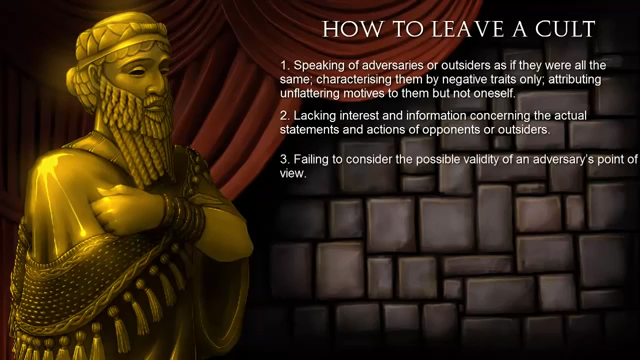 HOW TO LEAVE A CULT
1. Speaking of adversaries or outsiders as if they were all the
same; characterising them by negative traits only; attributing
unflattering motives to them but not oneself.
2. Lacking interest and information concerning the actual
statements and actions of opponents or outsiders.
3. Failing to consider the possible validity of an adversary's point of
view.